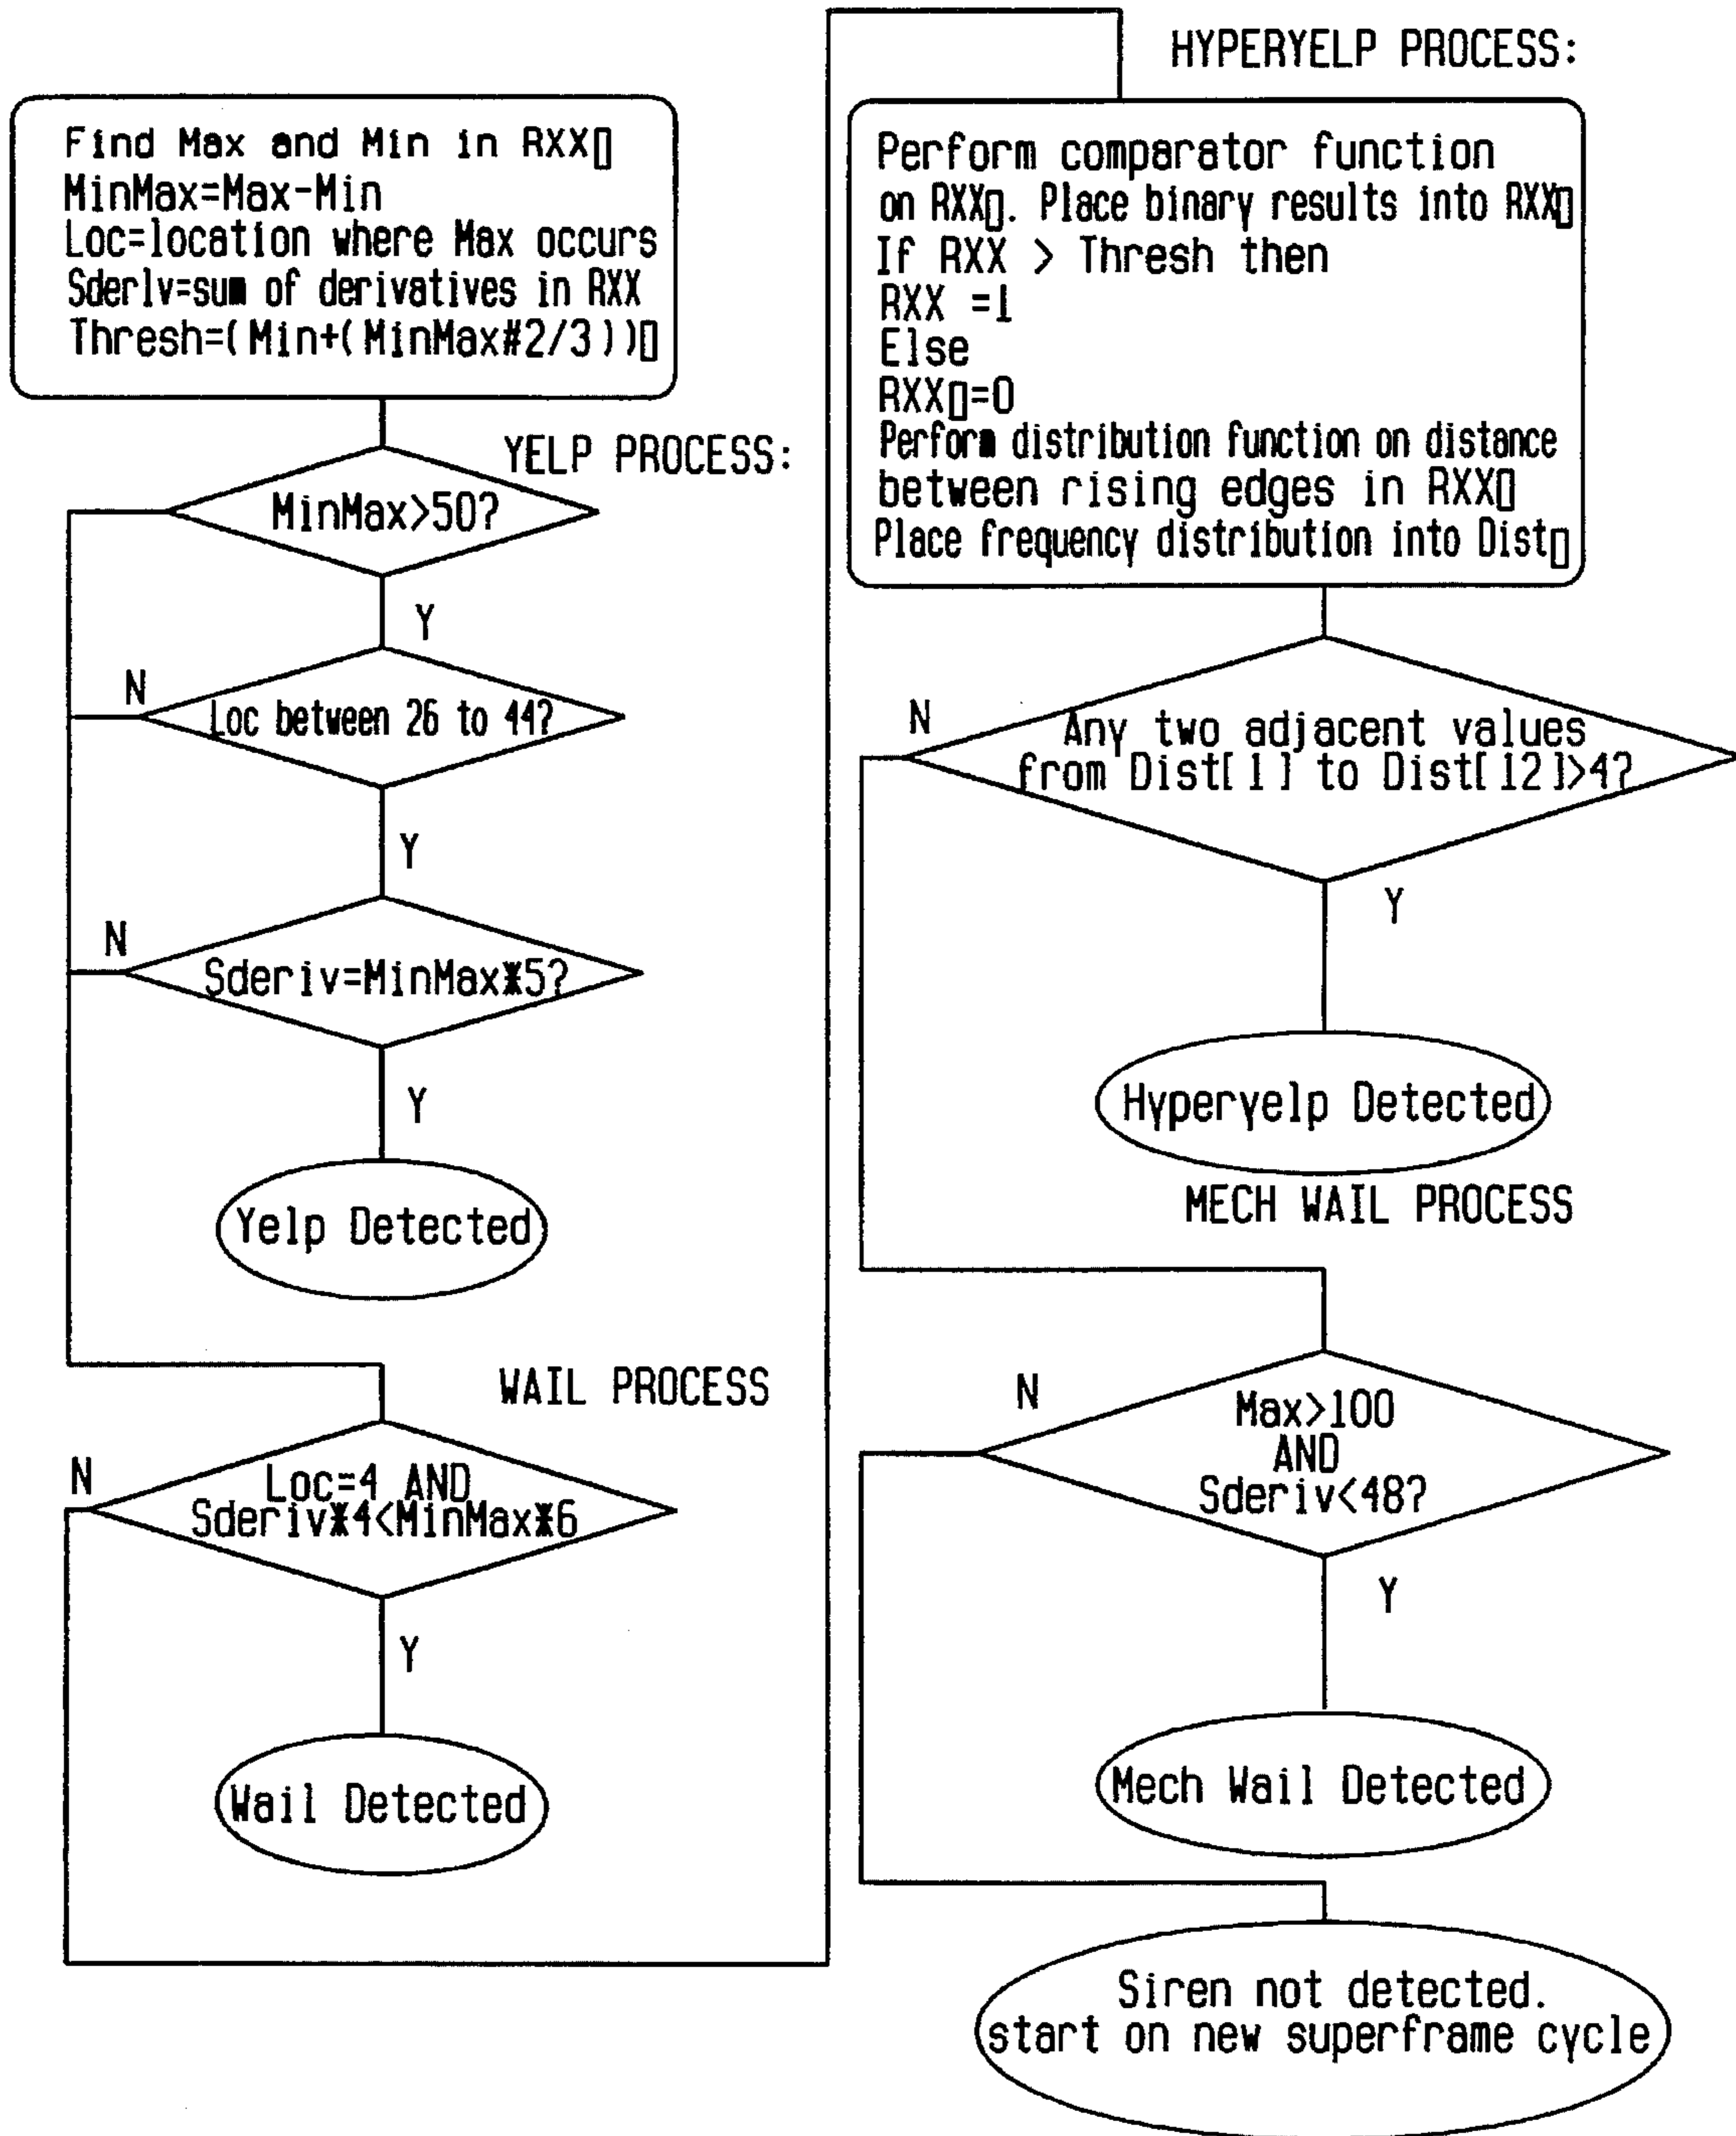 Find Max and Min in RXX[]
MinMax=Max-Min
Loc=location where Max occurs
Sderlv=sum of derivatives in RXX
Thresh=(Min+(MinMax#2/3))[]
YELP PROCESS:
MinMax>50?
Y
N
Loc between 26 to 44?
Y
N
Sderiv=MinMax*5?
Y
Yelp Detected
WAIL PROCESS
N
Loc=4 AND
Sderiv*4<MinMax*6
Y
Wail Detected
HYPERYELP PROCESS:
Perform comparator function
on RXX[]. Place binary results into RXX[]
If RXX > Thresh then
RXX =1
Else
RXX[]=0
Perform distribution function on distance
between rising edges in RXX[]
Place frequency distribution into Dist[]
N
Any two adjacent values
from Dist[1] to Dist[12]>4?
Y
Hyperyelp Detected
MECH WAIL PROCESS
N
Max>100
AND
Sderiv<48?
Y
Mech Wail Detected
Siren not detected.
start on new superframe cycle